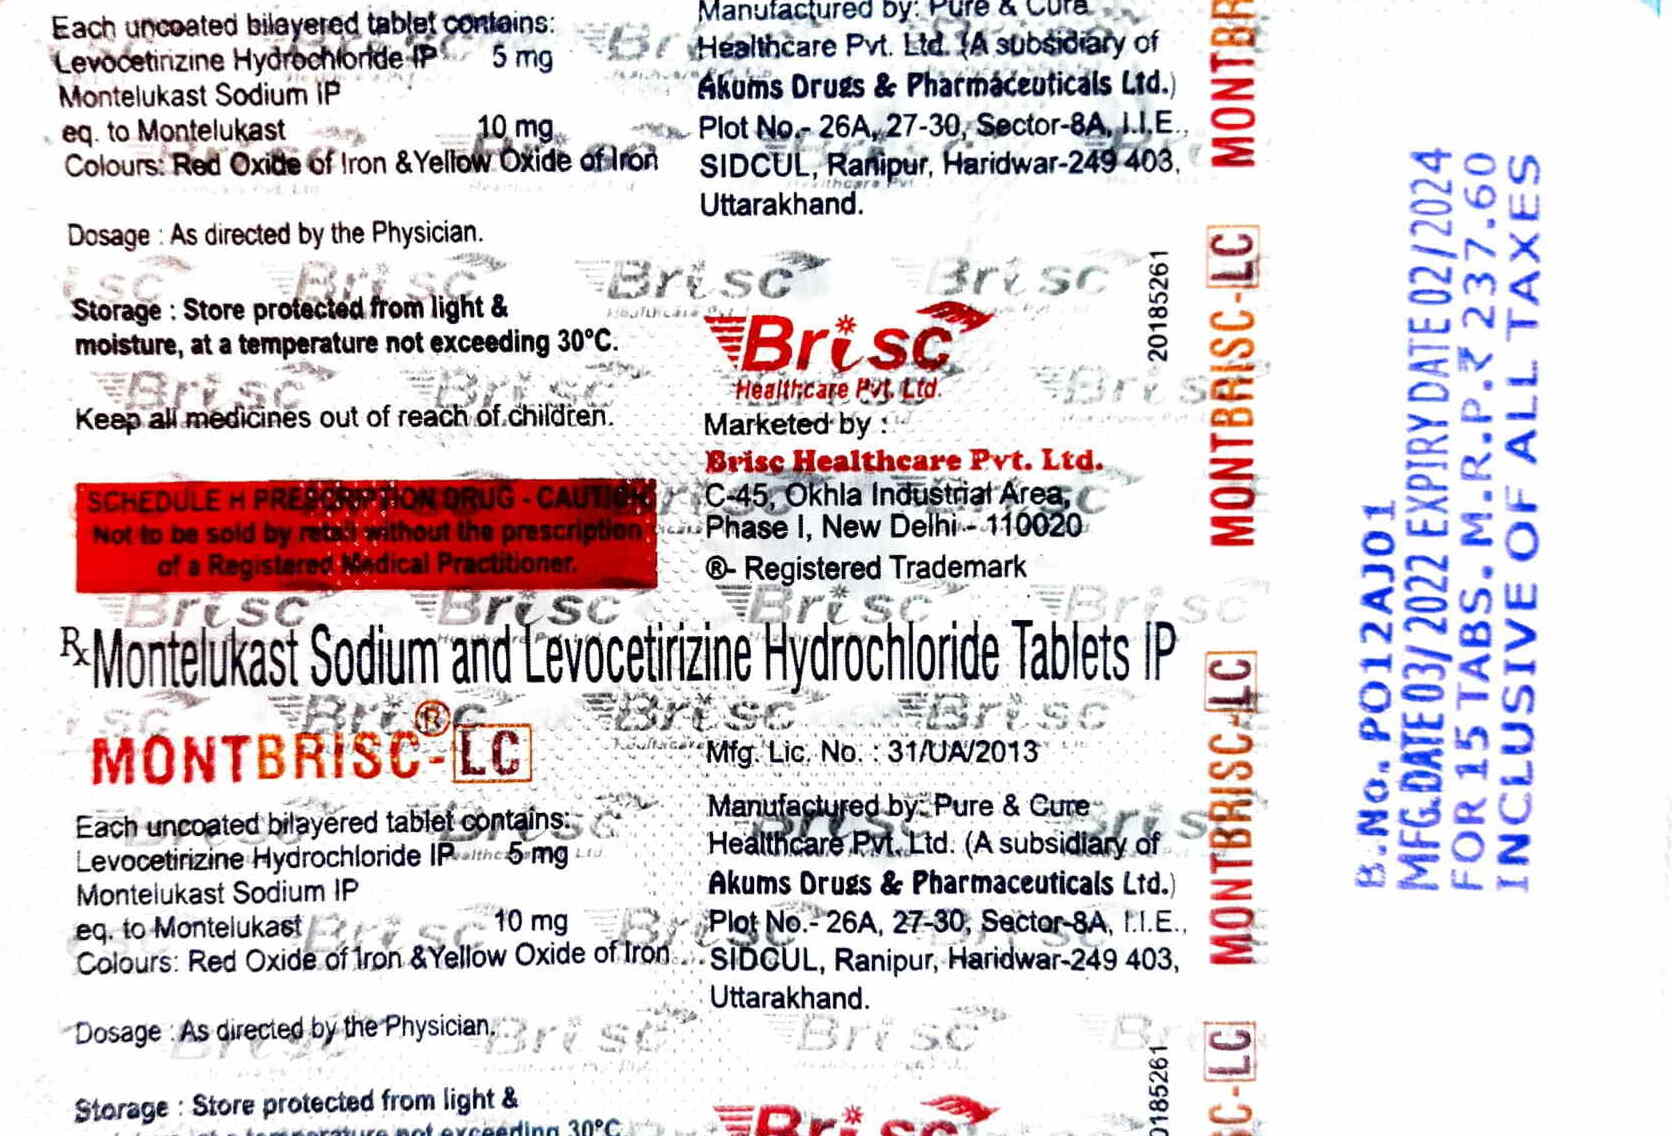 Each uncoated bilayered tablet contains:
Levocetirizine Hydrochloride IP 5 mg
Montelukast Sodium IP
eq. to Montelukast 10 mg
Colours: Red Oxide of Iron &Yellow Oxide of Iron
Dosage : As directed by the Physician.
Storage : Store protected from light &
moisture, at a temperature not exceeding 30°C.
Keep all medicines out of reach of children.
SCHEDULE H PRESCRIPTION DRUG - CAUTION
Not to be sold by retail without the prescription
of a Registered Medical Practitioner.
Manufactured by: Pure & Cure
Healthcare Pvt. Ltd. (A subsidiary of
Akums Drugs & Pharmaceuticals Ltd.)
Plot No.- 26A, 27-30, Sector-8A, I.I.E.,
SIDCUL, Ranipur, Haridwar-249 403,
Uttarakhand.
Brisc
Healthcare Pvt. Ltd.
Marketed by :
Brisc Healthcare Pvt. Ltd.
C-45, Okhla Industrial Area,
Phase I, New Delhi - 110020
®- Registered Trademark
20185261
Rx Montelukast Sodium and Levocetirizine Hydrochloride Tablets IP
MONTBRISC®-LC
Each uncoated bilayered tablet contains:
Levocetirizine Hydrochloride IP 5 mg
Montelukast Sodium IP
eq. to Montelukast 10 mg
Colours: Red Oxide of Iron &Yellow Oxide of Iron
Dosage : As directed by the Physician.
Storage : Store protected from light &
temperature not exceeding 30°C.
Mfg. Lic. No. : 31/UA/2013
Manufactured by: Pure & Cure
Healthcare Pvt. Ltd. (A subsidiary of
Akums Drugs & Pharmaceuticals Ltd.)
Plot No.- 26A, 27-30, Sector-8A, I.I.E.,
SIDCUL, Ranipur, Haridwar-249 403,
Uttarakhand.
Brisc
0185261
MONTBR
MONTBRISC-LC
MONTBRISC-LC
SC-LC
B.No. PO12AJ01
MFG.DATE 03/2022 EXPIRY DATE 02/2024
FOR 15 TABS. M.R.P.₹ 237.60
INCLUSIVE OF ALL TAXES